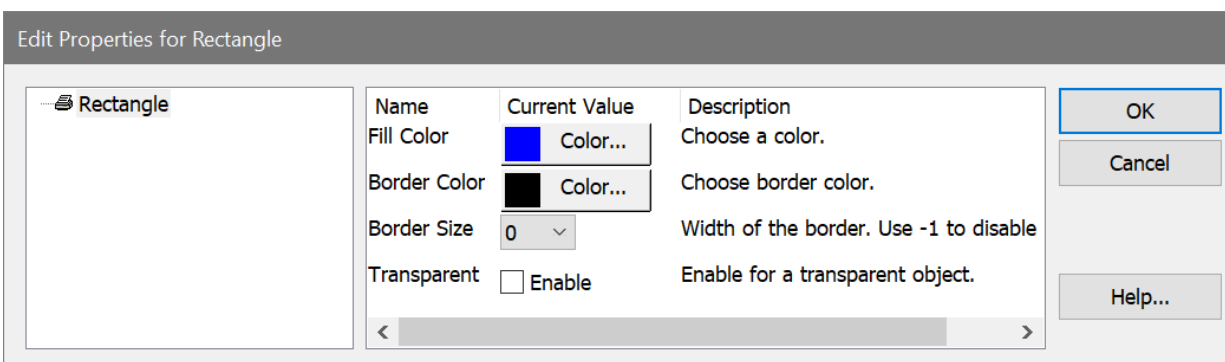 Edit Properties for Rectangle
Rectangle
Name Current Value Description
Fill Color Color... Choose a color.
Border Color Color... Choose border color.
Border Size 0 Width of the border. Use -1 to disable
Transparent Enable Enable for a transparent object.
OK
Cancel
Help...